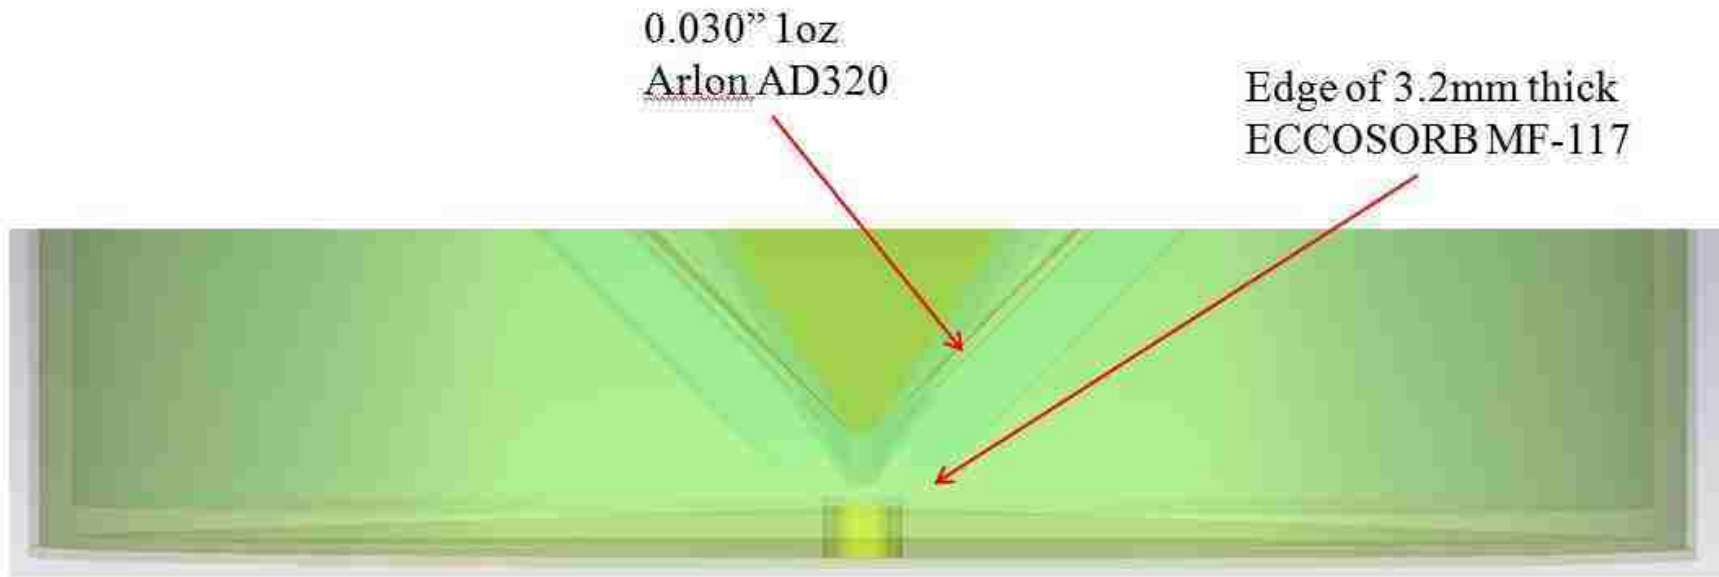 0.030” 1oz
Arlon AD320
Edge of 3.2mm thick
ECCOSORB MF-117